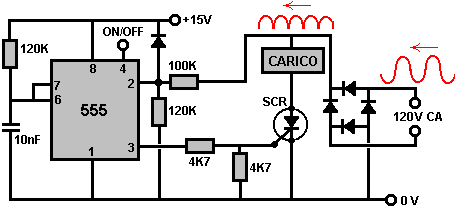 ON/OFF
+15V
120K
8
4
100K
CARICO
7
6
2
555
120K
SCR
120V CA
10nF
1
3
4K7
4K7
0 V